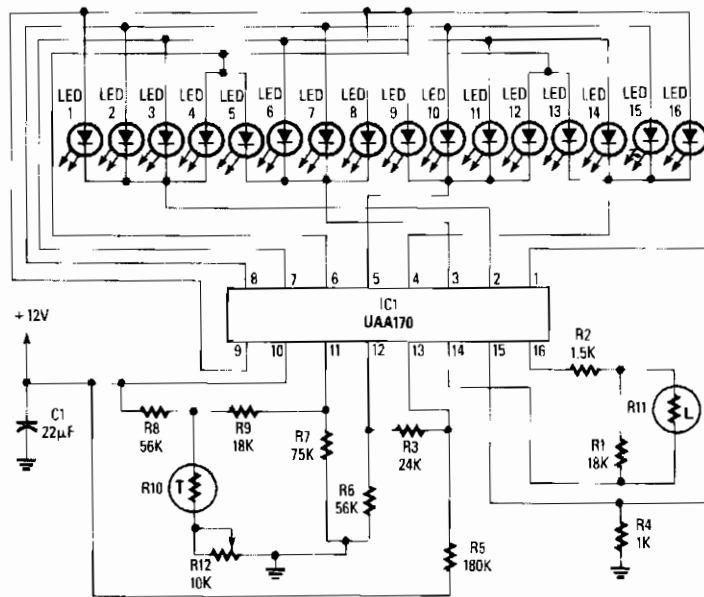 LED LED LED LED LED LED LED LED LED LED LED LED LED LED LED LED
1 2 3 4 5 6 7 8 9 10 11 12 13 14 15 16
8 7 6 5 4 3 2 1
IC1
UAA170
9 10 11 12 13 14 15 16
+12V
C1
22µF
R8
56K
R9
18K
R7
75K
R10
T
R12
10K
R6
56K
R3
24K
R5
180K
R2
1.5K
R1
18K
R11
L
R4
1K